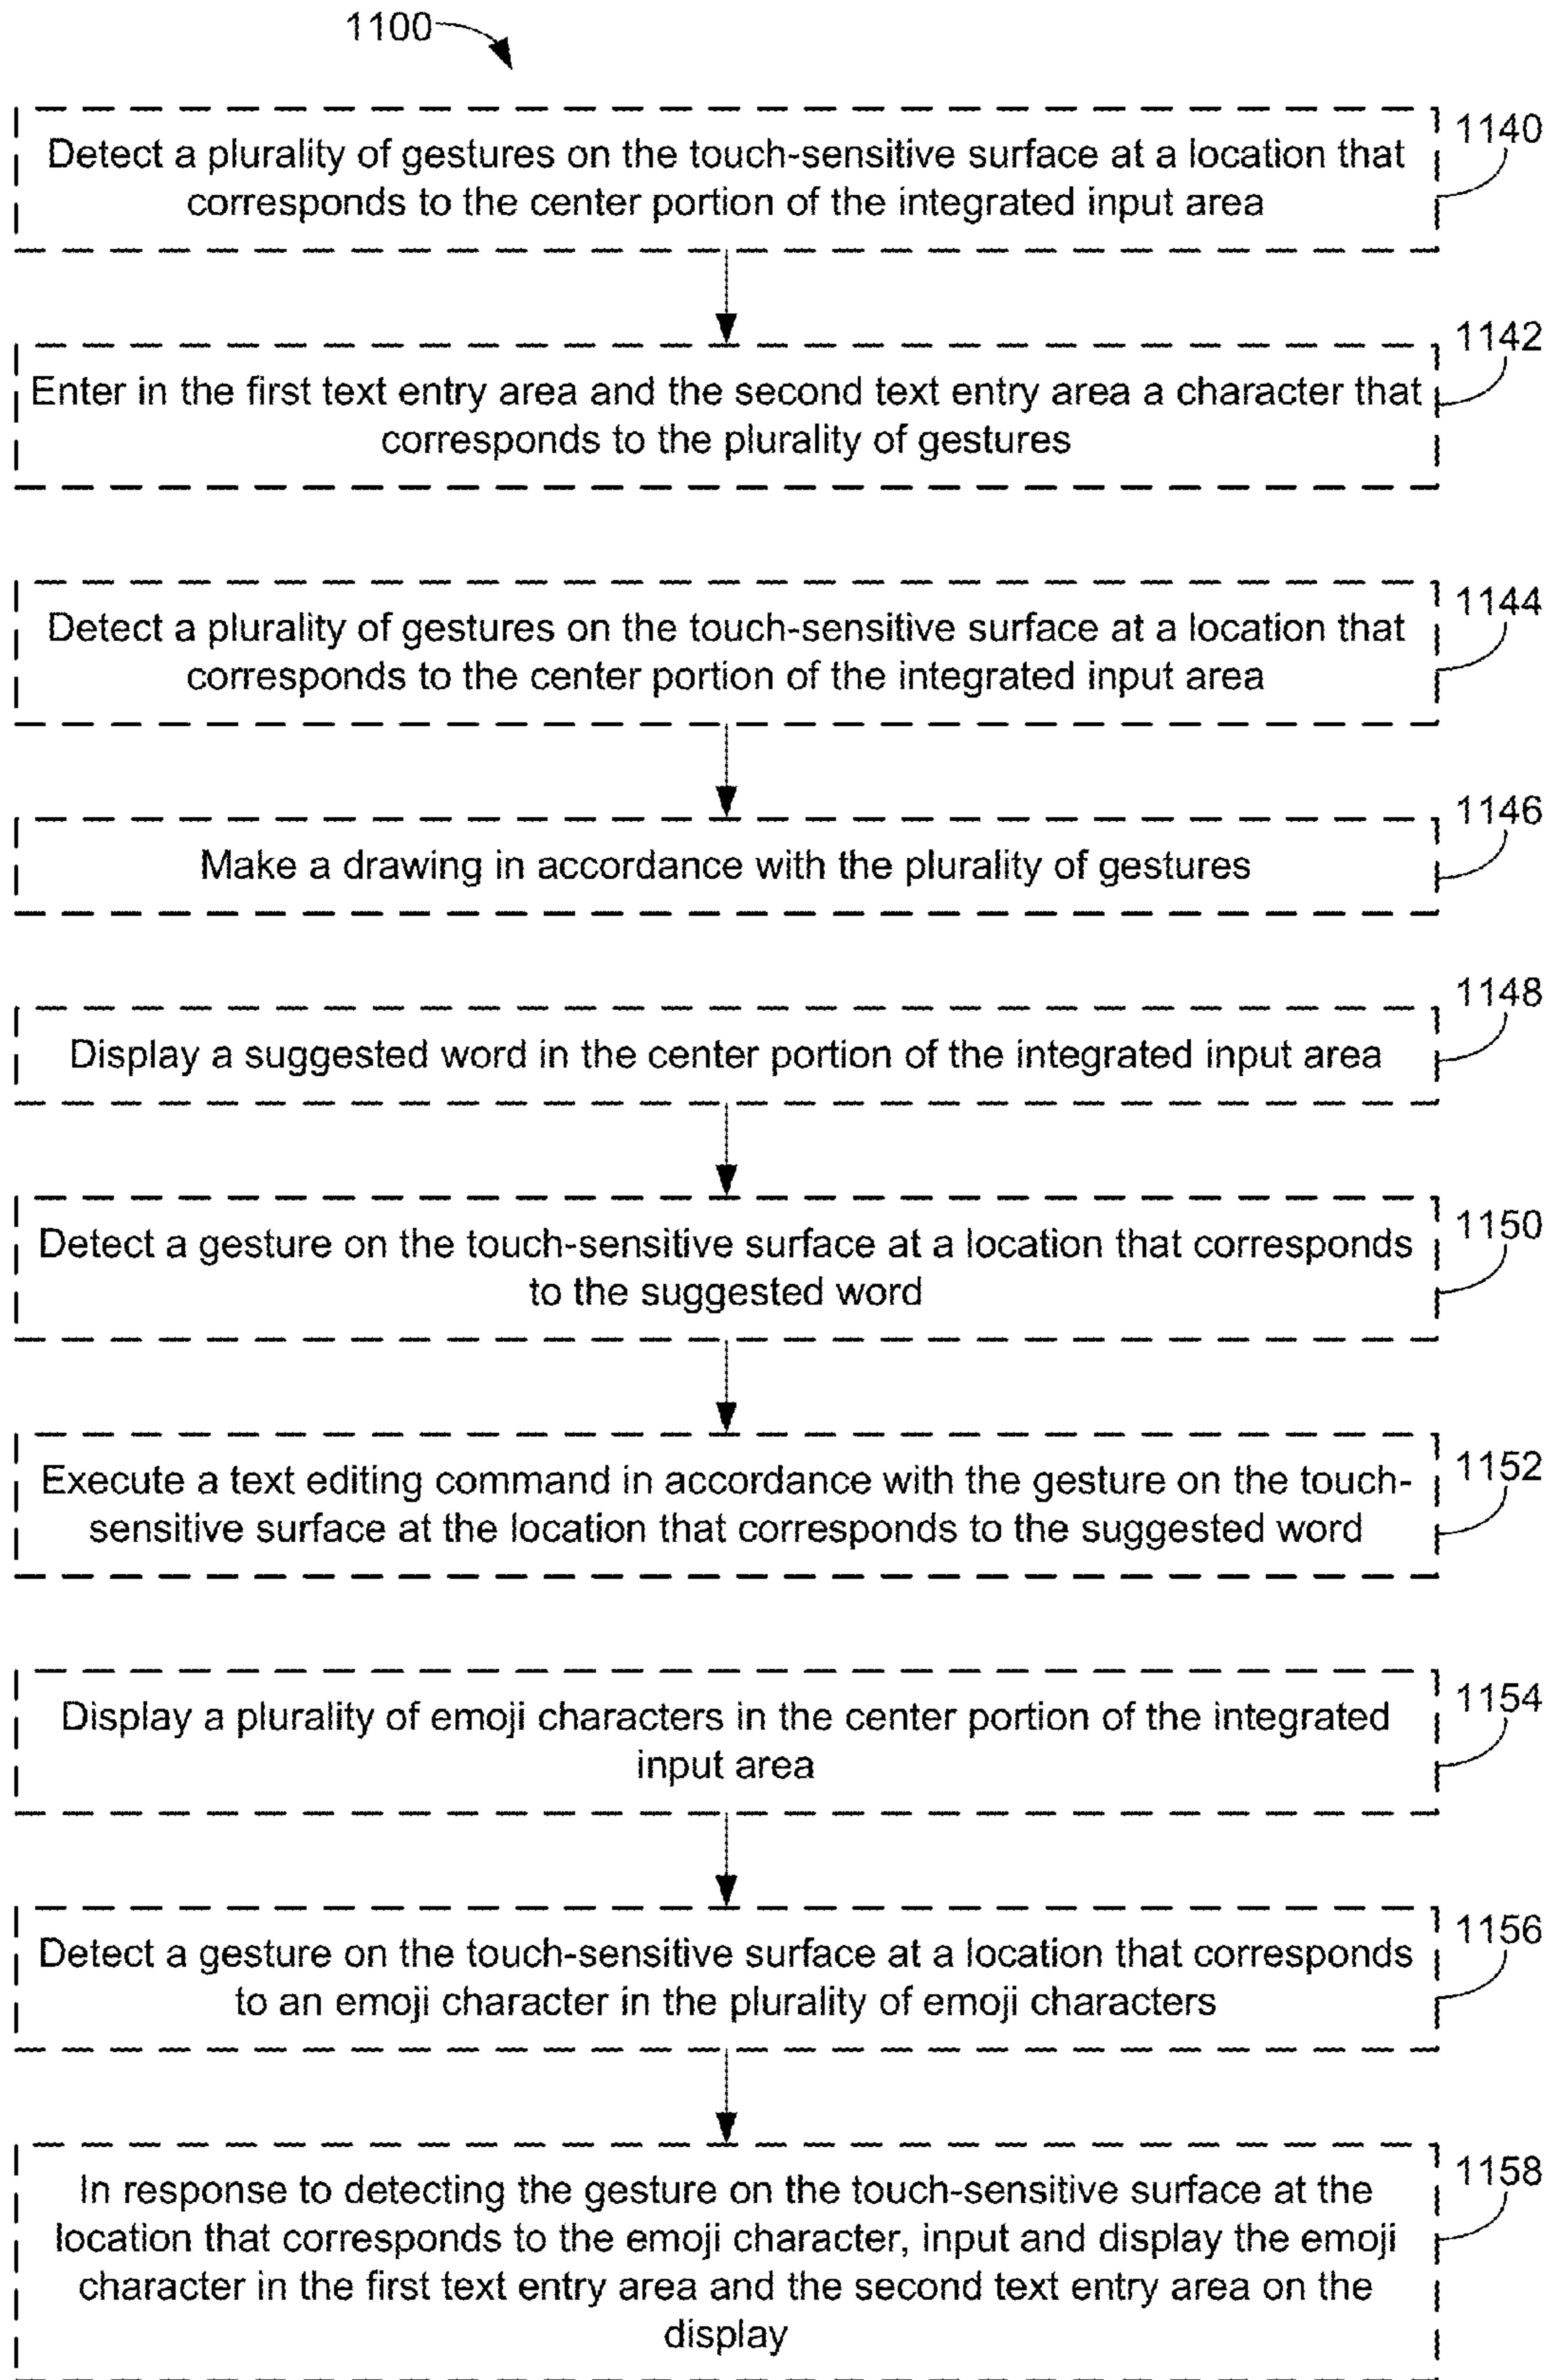 1100
1140
Detect a plurality of gestures on the touch-sensitive surface at a location that
corresponds to the center portion of the integrated input area
1142
Enter in the first text entry area and the second text entry area a character that
corresponds to the plurality of gestures
1144
Detect a plurality of gestures on the touch-sensitive surface at a location that
corresponds to the center portion of the integrated input area
1146
Make a drawing in accordance with the plurality of gestures
1148
Display a suggested word in the center portion of the integrated input area
1150
Detect a gesture on the touch-sensitive surface at a location that corresponds
to the suggested word
1152
Execute a text editing command in accordance with the gesture on the touch-
sensitive surface at the location that corresponds to the suggested word
1154
Display a plurality of emoji characters in the center portion of the integrated
input area
1156
Detect a gesture on the touch-sensitive surface at a location that corresponds
to an emoji character in the plurality of emoji characters
1158
In response to detecting the gesture on the touch-sensitive surface at the
location that corresponds to the emoji character, input and display the emoji
character in the first text entry area and the second text entry area on the
display